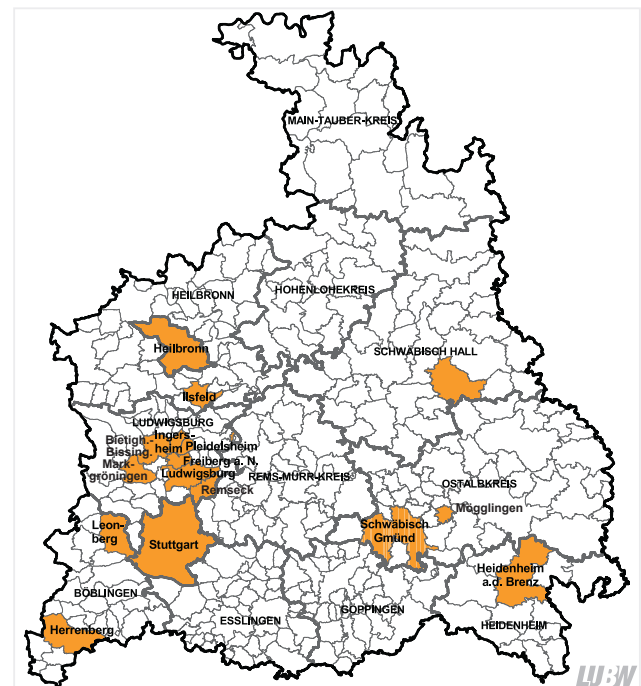 MAIN-TAUBER-KREIS
HEILBRONN
HOHENLOHEKREIS
Heilbronn
SCHWÄBISCH HALL
Ilsfeld
LUDWIGSBURG
Bietigh.-
Bissing.
Ingers-
heim
Pleidelsheim
Mark-
gröningen
Freiberg a. N.
Ludwigsburg
Remseck
REMS-MURR-KREIS
OSTALBKREIS
Mögglingen
Schwäbisch
Gmünd
Leon-
berg
Stuttgart
Heidenheim
a.d. Brenz
BÖBLINGEN
ESSLINGEN
GÖPPINGEN
HEIDENHEIM
Herrenberg
LUBW